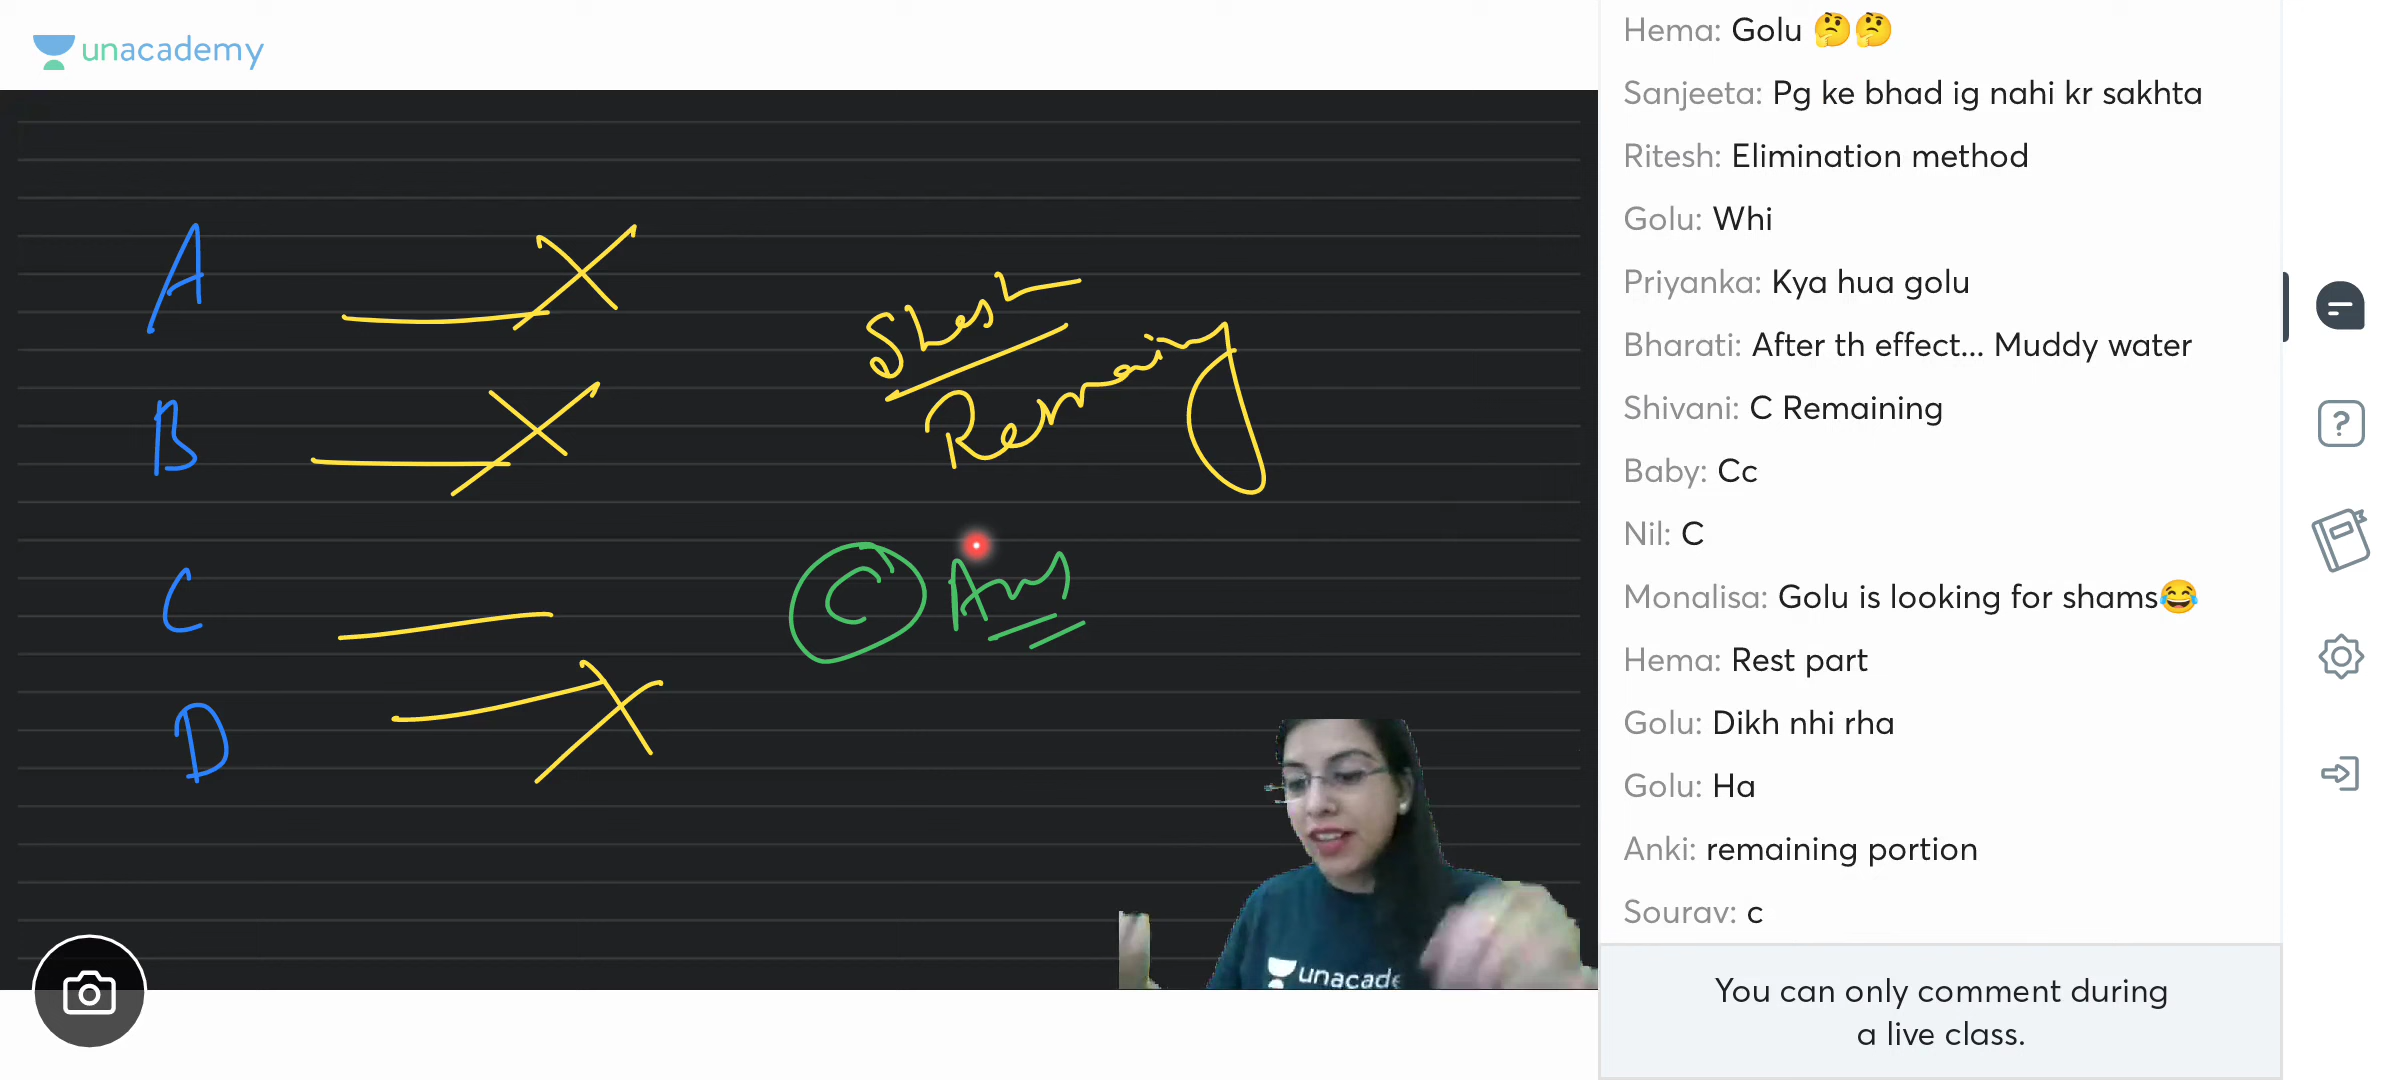 unacademy
A
B
C
D
Remaining
C Ans
unacade
Hema: Golu 🤔🤔
Sanjeeta: Pg ke bhad ig nahi kr sakhta
Ritesh: Elimination method
Golu: Whi
Priyanka: Kya hua golu
Bharati: After th effect... Muddy water
Shivani: C Remaining
Baby: Cc
Nil: C
Monalisa: Golu is looking for shams😂
Hema: Rest part
Golu: Dikh nhi rha
Golu: Ha
Anki: remaining portion
Sourav: c
You can only comment during
a live class.